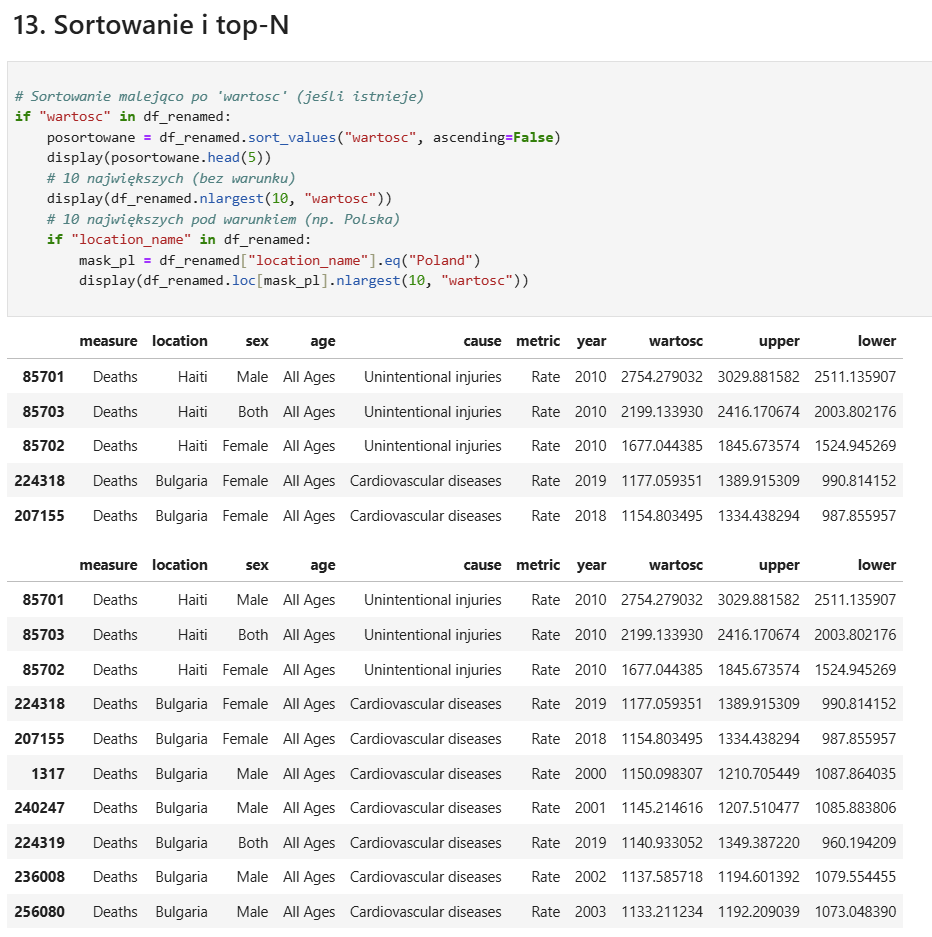 13. Sortowanie i top-N
# Sortowanie malejąco po 'wartosc' (jeśli istnieje)
if "wartosc" in df_renamed:
    posortowane = df_renamed.sort_values("wartosc", ascending=False)
    display(posortowane.head(5))
    # 10 największych (bez warunku)
    display(df_renamed.nlargest(10, "wartosc"))
    # 10 największych pod warunkiem (np. Polska)
    if "location_name" in df_renamed:
        mask_pl = df_renamed["location_name"].eq("Poland")
        display(df_renamed.loc[mask_pl].nlargest(10, "wartosc"))
measure location sex age cause metric year wartosc upper lower
85701 Deaths Haiti Male All Ages Unintentional injuries Rate 2010 2754.279032 3029.881582 2511.135907
85703 Deaths Haiti Both All Ages Unintentional injuries Rate 2010 2199.133930 2416.170674 2003.802176
85702 Deaths Haiti Female All Ages Unintentional injuries Rate 2010 1677.044385 1845.673574 1524.945269
224318 Deaths Bulgaria Female All Ages Cardiovascular diseases Rate 2019 1177.059351 1389.915309 990.814152
207155 Deaths Bulgaria Female All Ages Cardiovascular diseases Rate 2018 1154.803495 1334.438294 987.855957
measure location sex age cause metric year wartosc upper lower
85701 Deaths Haiti Male All Ages Unintentional injuries Rate 2010 2754.279032 3029.881582 2511.135907
85703 Deaths Haiti Both All Ages Unintentional injuries Rate 2010 2199.133930 2416.170674 2003.802176
85702 Deaths Haiti Female All Ages Unintentional injuries Rate 2010 1677.044385 1845.673574 1524.945269
224318 Deaths Bulgaria Female All Ages Cardiovascular diseases Rate 2019 1177.059351 1389.915309 990.814152
207155 Deaths Bulgaria Female All Ages Cardiovascular diseases Rate 2018 1154.803495 1334.438294 987.855957
1317 Deaths Bulgaria Male All Ages Cardiovascular diseases Rate 2000 1150.098307 1210.705449 1087.864035
240247 Deaths Bulgaria Male All Ages Cardiovascular diseases Rate 2001 1145.214616 1207.510477 1085.883806
224319 Deaths Bulgaria Both All Ages Cardiovascular diseases Rate 2019 1140.933052 1349.387220 960.194209
236008 Deaths Bulgaria Male All Ages Cardiovascular diseases Rate 2002 1137.585718 1194.601392 1079.554455
256080 Deaths Bulgaria Male All Ages Cardiovascular diseases Rate 2003 1133.211234 1192.209039 1073.048390